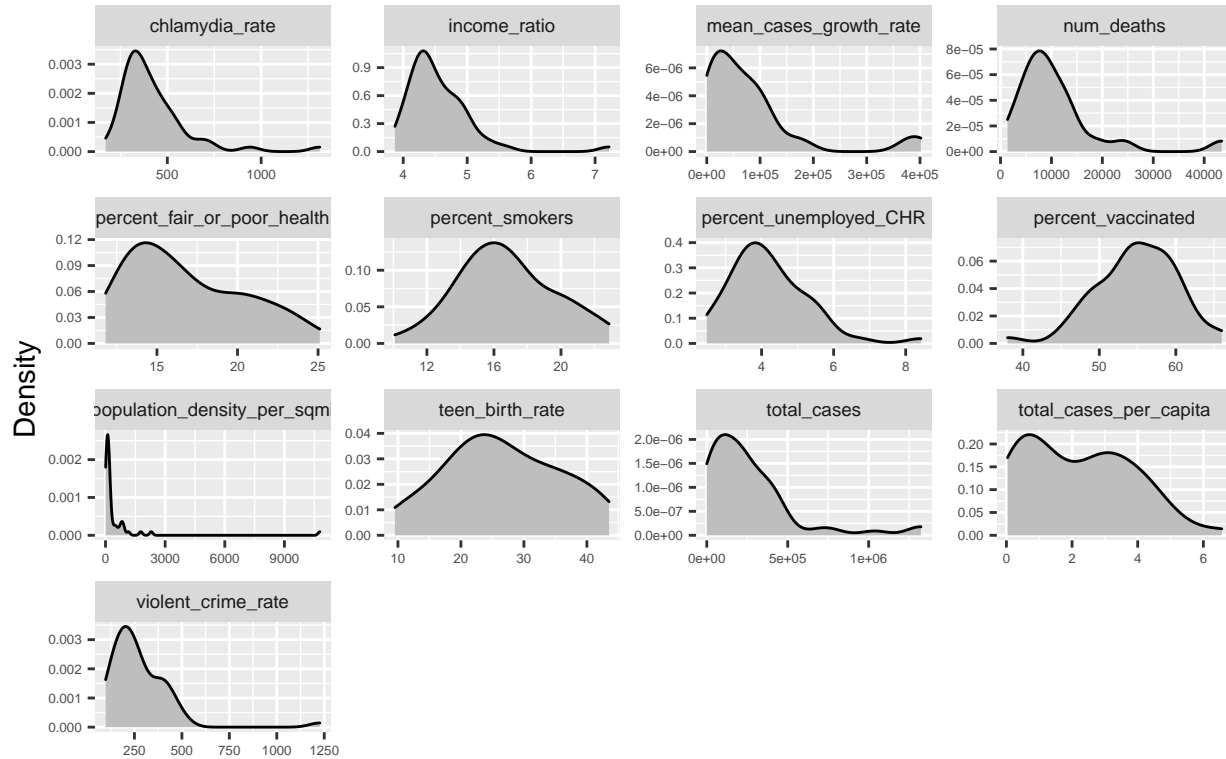 chlamydia_rate income_ratio mean_cases_growth_rate num_deaths
0.003 0.002 0.001 0.000
500 1000
0.9 0.6 0.3 0.0
4 5 6 7
6e−06 4e−06 2e−06 0e+00
0e+00 1e+05 2e+05 3e+05 4e+05
8e−05 6e−05 4e−05 2e−05 0e+00
0 10000 20000 30000 40000
percent_fair_or_poor_health percent_smokers percent_unemployed_CHR percent_vaccinated
0.12 0.09 0.06 0.03 0.00
15 20 25
0.10 0.05 0.00
12 16 20
0.4 0.3 0.2 0.1 0.0
4 6 8
0.06 0.04 0.02 0.00
40 50 60
Density
population_density_per_sqm teen_birth_rate total_cases total_cases_per_capita
0.002 0.001 0.000
0 3000 6000 9000
0.04 0.03 0.02 0.01 0.00
10 20 30 40
2.0e−06 1.5e−06 1.0e−06 5.0e−07 0.0e+00
0e+00 5e+05 1e+06
0.20 0.15 0.10 0.05 0.00
0 2 4 6
violent_crime_rate
0.003 0.002 0.001 0.000
250 500 750 1000 1250